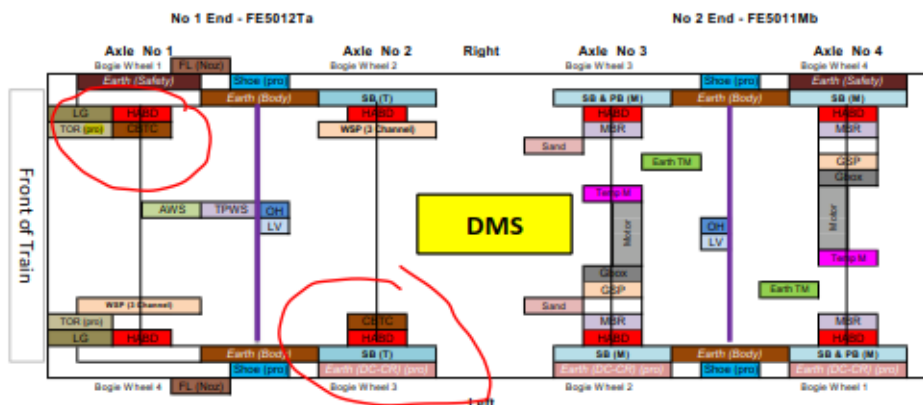 No 1 End - FE5012Ta
No 2 End - FE5011Mb
Axle No 1
Axle No 2
Right
Axle No 3
Axle No 4
Bogie Wheel 1
FL (Noz)
Bogie Wheel 2
Bogie Wheel 3
Bogie Wheel 4
Earth (Safety)
Shoe (pro)
Shoe (pro)
Earth (Safety)
Earth (Body)
SB (T)
SB & PB (M)
Earth (Body)
SB (M)
LG
HABD
HABD
HABD
HABD
TOR (pro)
CBTC
WSP (3 Channel)
MBR
MBR
Sand
Earth TM
GSP
Gbox
Temp M
Front of Train
AWS
TPWS
OH
LV
DMS
Motor
OH
LV
Motor
Temp M
Gbox
GSP
Earth TM
WSP (3 Channel)
Sand
TOR (pro)
CBTC
MBR
MBR
LG
HABD
HABD
HABD
HABD
Earth (Body)
SB (T)
SB (M)
Earth (Body)
SB & PB (M)
Shoe (pro)
Earth (DC-CR) (pro)
Earth (DC-CR) (pro)
Shoe (pro)
Earth (DC-CR) (pro)
Bogie Wheel 4
FL (Noz)
Bogie Wheel 3
Left
Bogie Wheel 2
Bogie Wheel 1